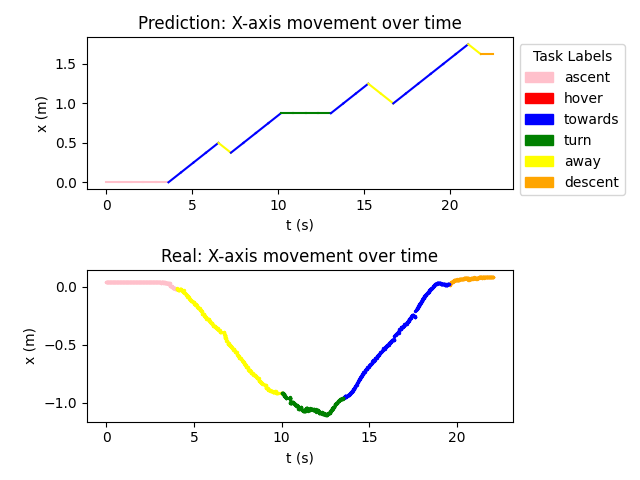 Prediction: X-axis movement over time
1.5
1.0
0.5
0.0
x (m)
0 5 10 15 20
t (s)
Task Labels
ascent
hover
towards
turn
away
descent
Real: X-axis movement over time
0.0
−0.5
−1.0
x (m)
0 5 10 15 20
t (s)